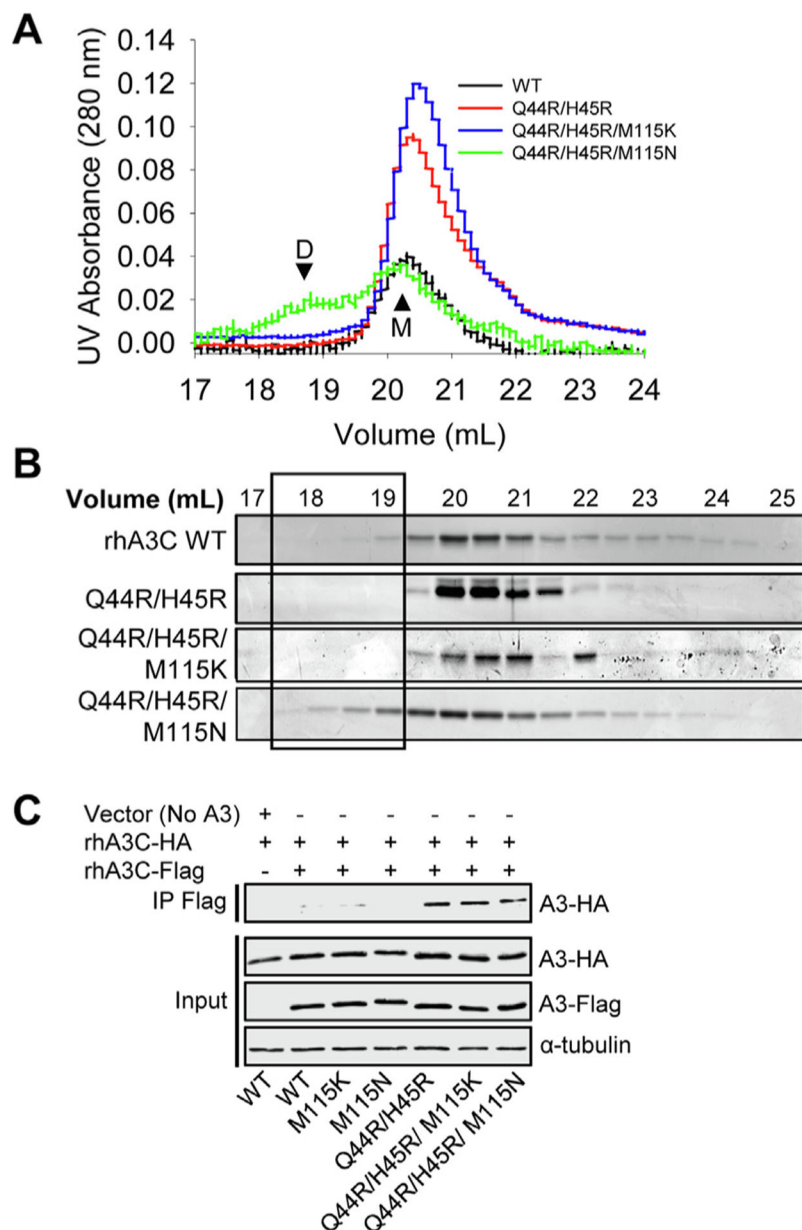 A
UV Absorbance (280 nm)
0.14
0.12
0.10
0.08
0.06
0.04
0.02
0.00
WT
Q44R/H45R
Q44R/H45R/M115K
Q44R/H45R/M115N
D
M
17 18 19 20 21 22 23 24
Volume (mL)
B
Volume (mL) 17 18 19 20 21 22 23 24 25
rhA3C WT
Q44R/H45R
Q44R/H45R/
M115K
Q44R/H45R/
M115N
C
Vector (No A3) + - - - - - -
rhA3C-HA + + + + + + +
rhA3C-Flag - + + + + + +
IP Flag A3-HA
A3-HA
Input A3-Flag
α-tubulin
WT
WT
M115K
M115N
Q44R/H45R
Q44R/H45R/ M115K
Q44R/H45R/ M115N